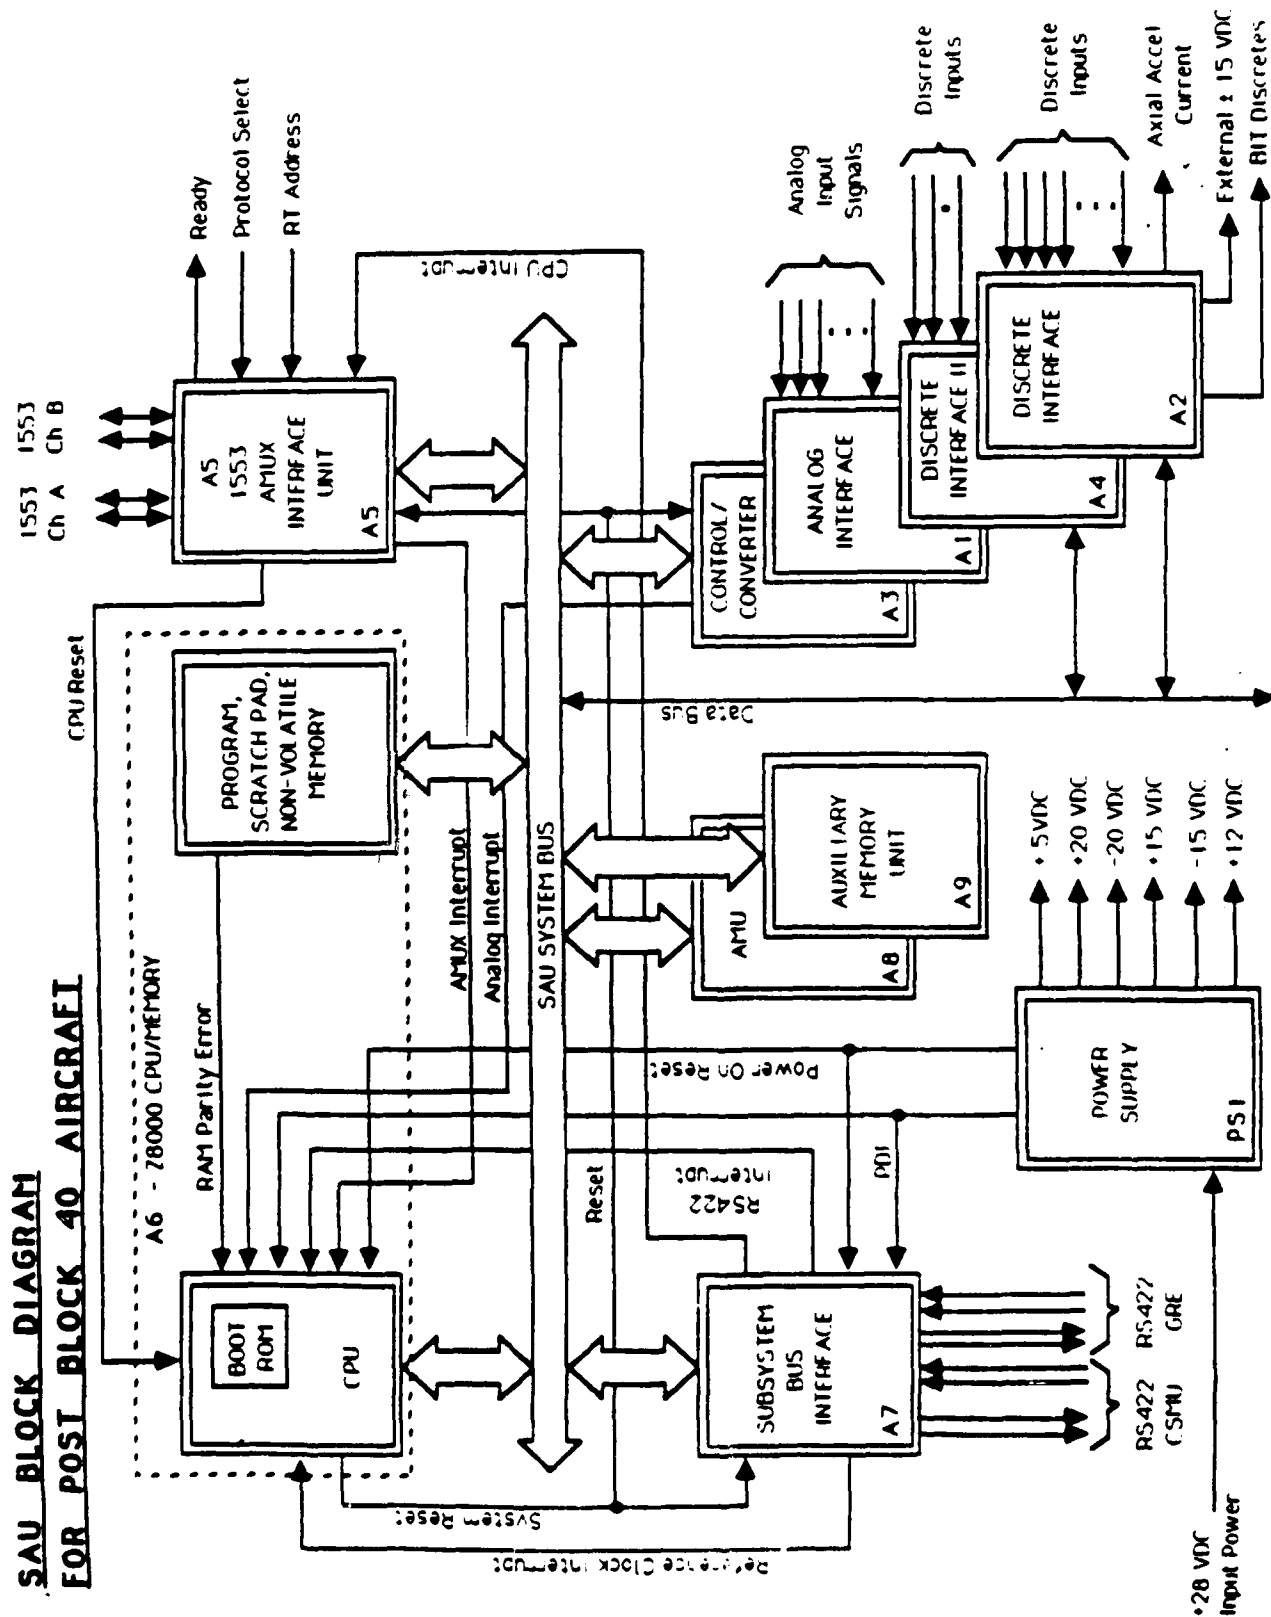 SAU BLOCK DIAGRAM
FOR POST BLOCK 40 AIRCRAFT
1553
Ch A
1553
Ch B
Ready
Protocol Select
RT Address
CPU Interrupt
A5
1553
AMUX
INTERFACE
UNIT
A5
CPU Reset
A6 - Z8000 CPU/MEMORY
PROGRAM,
SCRATCH PAD,
NON-VOLATILE
MEMORY
RAM Parity Error
BOOT
ROM
CPU
AMUX Interrupt
Analog Interrupt
SAU SYSTEM BUS
System Reset
Reference Clock Interrupt
Reset
RS422
Interrupt
Power On Reset
PDI
Data Bus
SUBSYSTEM
BUS
INTERFACE
A7
RS422
CSMU
RS422
GRE
AMU
A8
AUXILIARY
MEMORY
UNIT
A9
CONTROL/
CONVERTER
A3
ANALOG
INTERFACE
A1
DISCRETE
INTERFACE II
A4
DISCRETE
INTERFACE
A2
Analog
Input
Signals
Discrete
Inputs
Discrete
Inputs
Axial Accel
Current
External ± 15 VDC
BIT Discretes
POWER
SUPPLY
PS1
+5VDC
+20 VDC
-20 VDC
+15 VDC
-15 VDC
+12 VDC
+28 VDC
Input Power